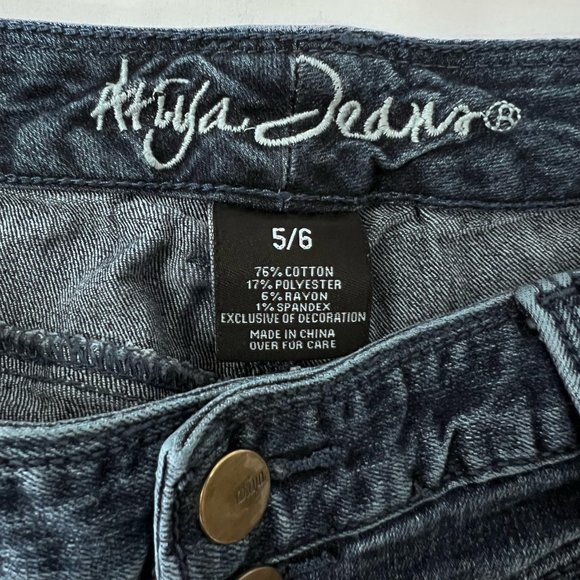 Ariya Jeans®
5/6
76% COTTON
17% POLYESTER
6% RAYON
1% SPANDEX
EXCLUSIVE OF DECORATION
MADE IN CHINA
OVER FOR CARE